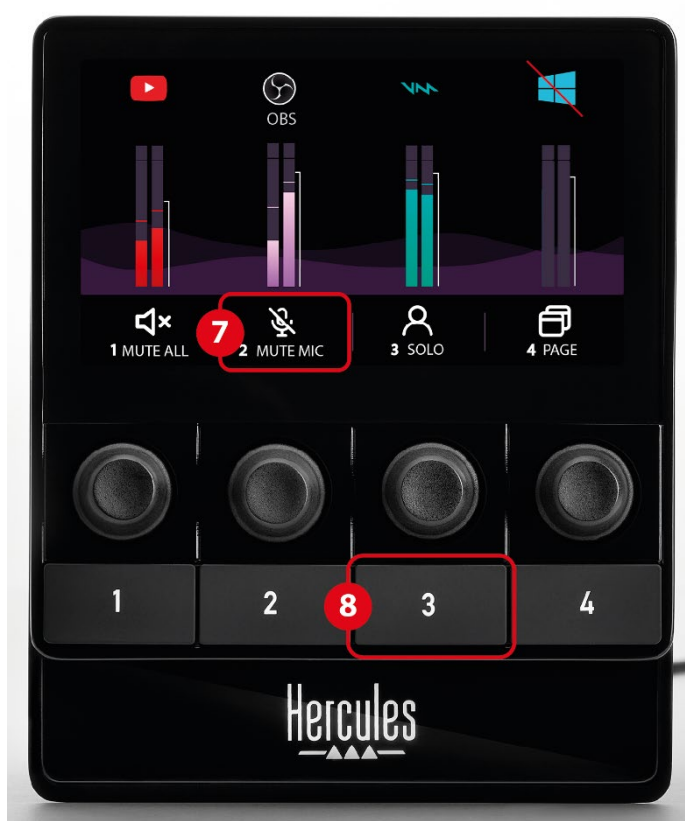 OBS
1 MUTE ALL
7
2 MUTE MIC
3 SOLO
4 PAGE
1
2
8
3
4
Hercules